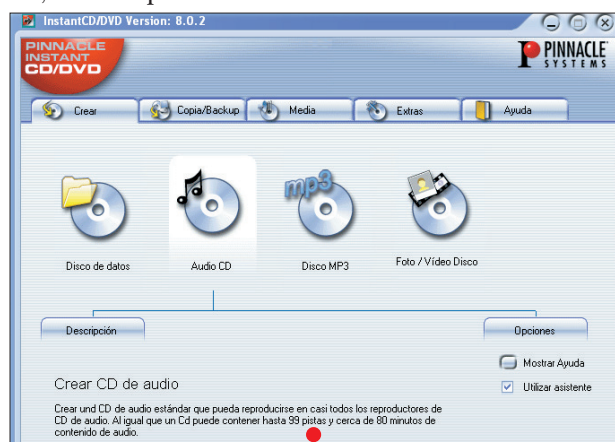 InstantCD/DVD Version: 8.0.2
PINNACLE
INSTANT
CD/DVD
PINNACLE
SYSTEMS
Crear
Copia/Backup
Media
Extras
Ayuda
mp3
Disco de datos
Audio CD
Disco MP3
Foto / Vídeo Disco
Descripción
Opciones
Mostrar Ayuda
Crear CD de audio
Utilizar asistente
Crear und CD de audio estándar que pueda reproducirse en casi todos los reproductores de
CD de audio. Al igual que un Cd puede contener hasta 99 pistas y cerca de 80 minutos de
contenido de audio.